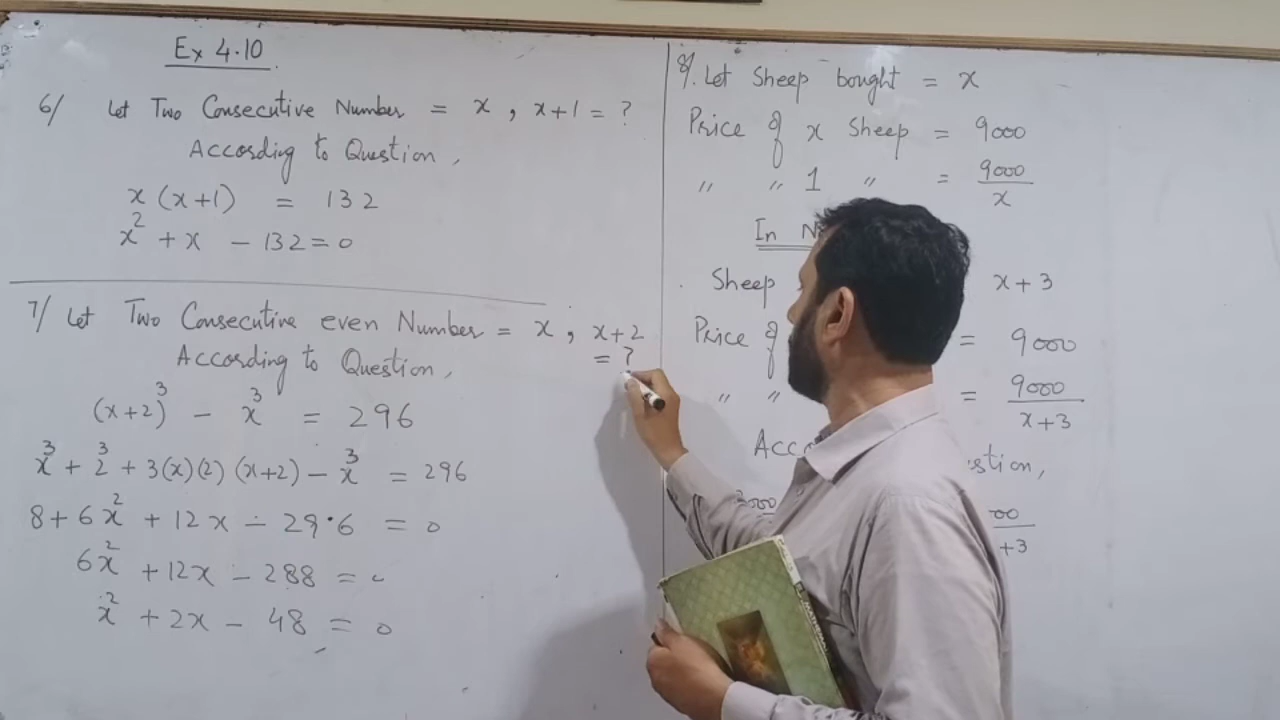 Ex 4.10
6/ Let Two Consecutive Number = x , x+1 = ?
According to Question,
x (x+1) = 132
x² + x - 132 = 0
7/ Let Two Consecutive even Number = x , x+2
= ?
According to Question,
(x+2)³ - x³ = 296
x³ + 2³ + 3(x)(2) (x+2) - x³ = 296
8 + 6x² + 12x - 296 = 0
6x² + 12x - 288 = 0
x² + 2x - 48 = 0
8/. Let Sheep bought = x
Price of x Sheep = 9000
" " 1 " = 9000/x
In
Sheep x+3
Price of = 9000
" " = 9000/x+3